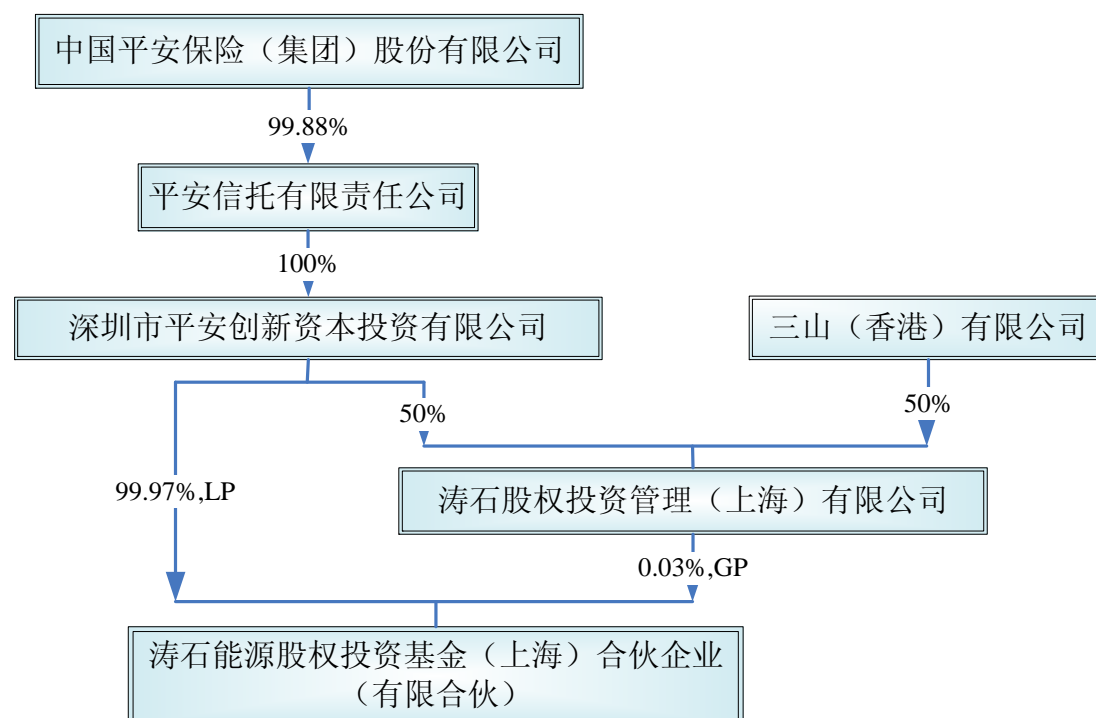 中国平安保险（集团）股份有限公司
99.88%
平安信托有限责任公司
100%
深圳市平安创新资本投资有限公司
三山（香港）有限公司
50%
50%
99.97%,LP
涛石股权投资管理（上海）有限公司
0.03%,GP
涛石能源股权投资基金（上海）合伙企业
（有限合伙）